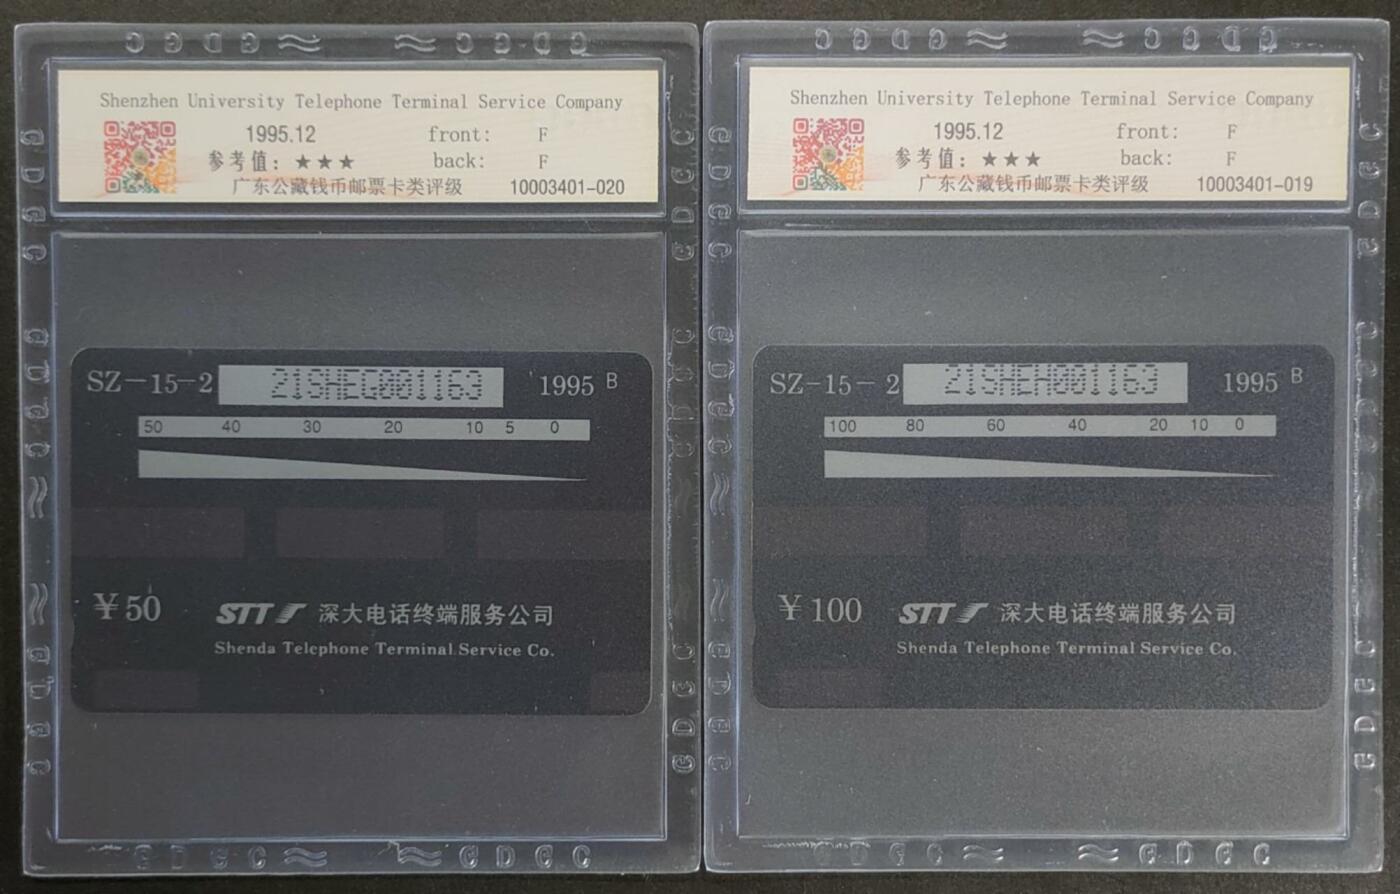 Shenzhen University Telephone Terminal Service Company
1995.12 front: F
参考值: ★★★ back: F
广东公藏钱币邮票卡类评级 10003401-020
SZ-15-2 21SHEG001163 1995 B
50 40 30 20 10 5 0
¥50 STT 深大电话终端服务公司
Shenda Telephone Terminal Service Co.
Shenzhen University Telephone Terminal Service Company
1995.12 front: F
参考值: ★★★ back: F
广东公藏钱币邮票卡类评级 10003401-019
SZ-15-2 21SHEH001163 1995 B
100 80 60 40 20 10 0
¥100 STT 深大电话终端服务公司
Shenda Telephone Terminal Service Co.